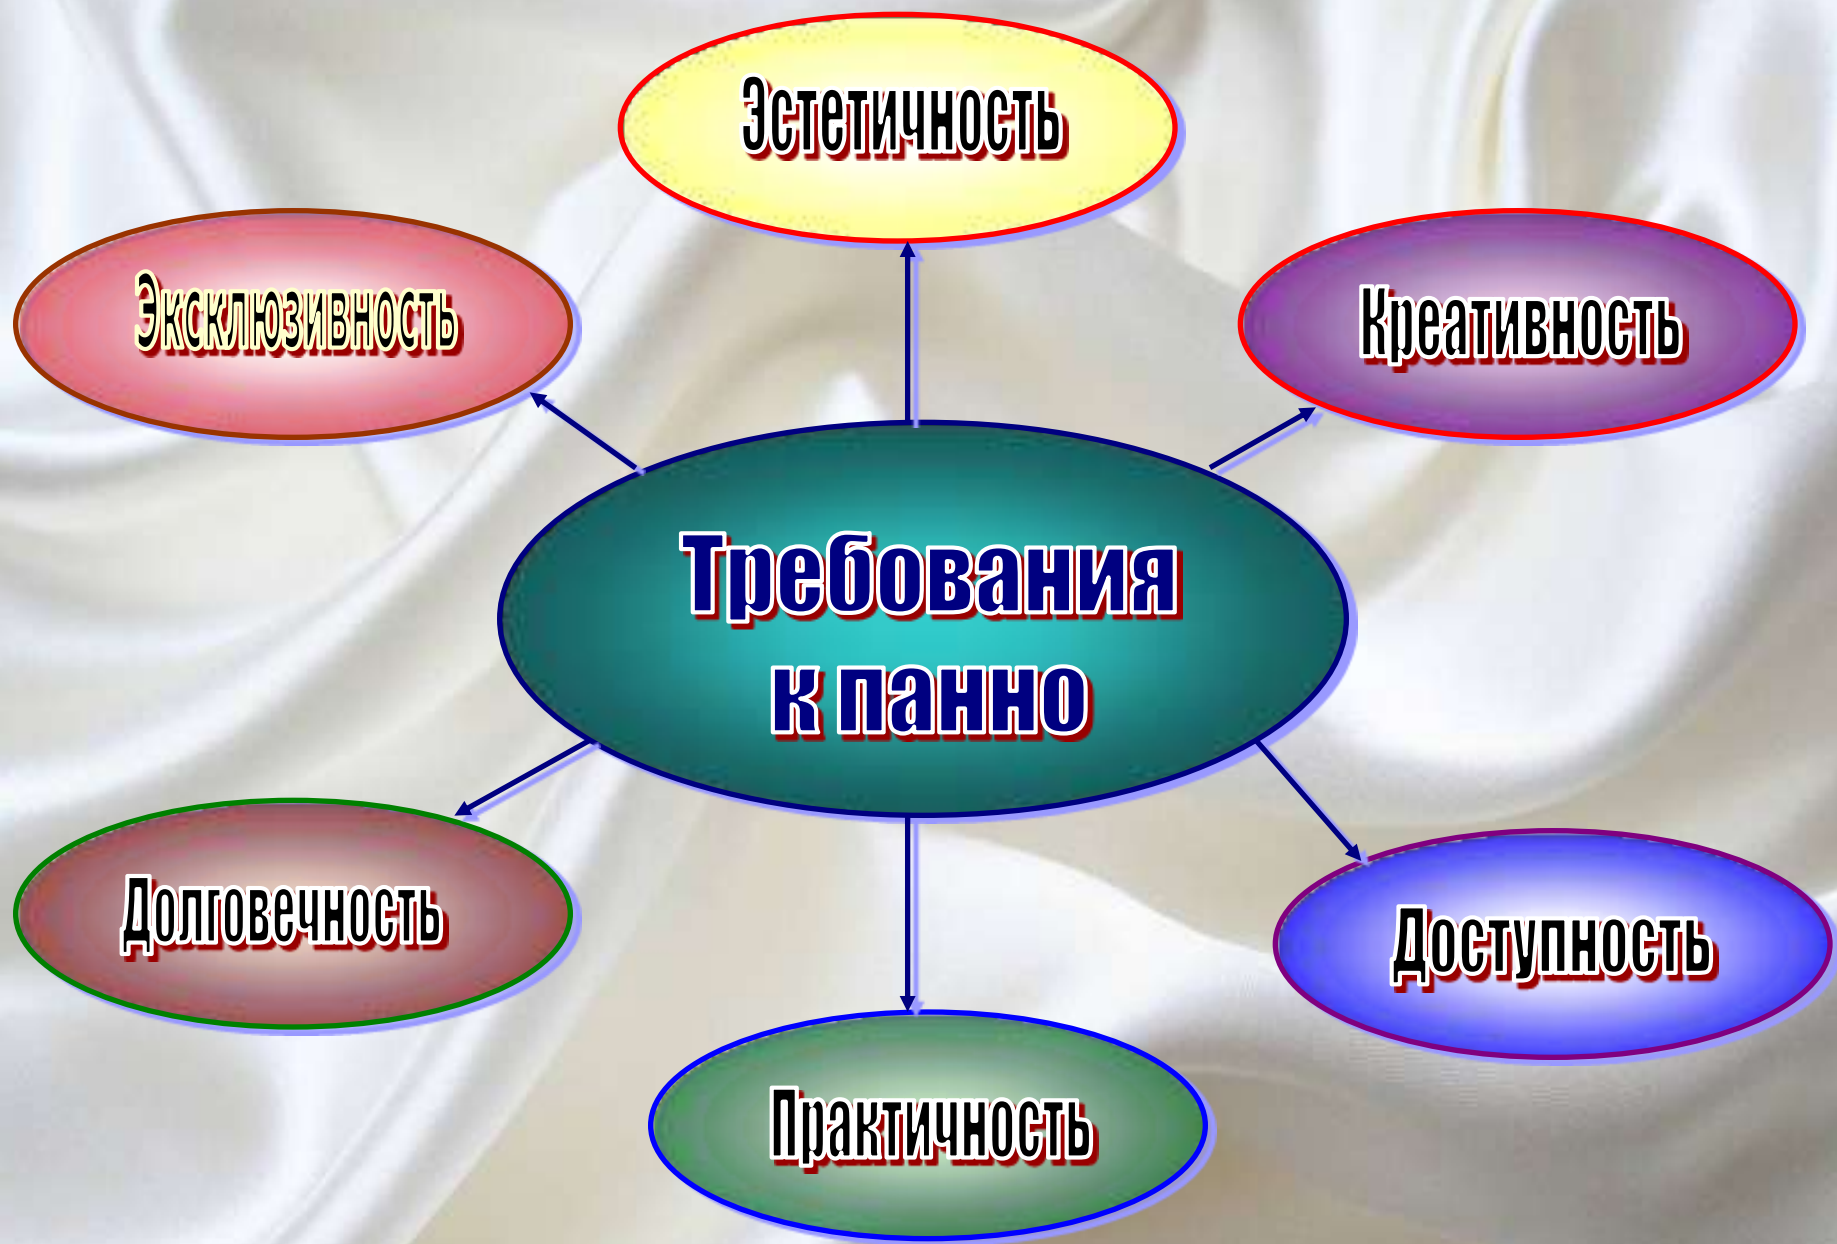 Эстетичность
Эксклюзивность
Креативность
Требования
к панно
Долговечность
Доступность
Практичность